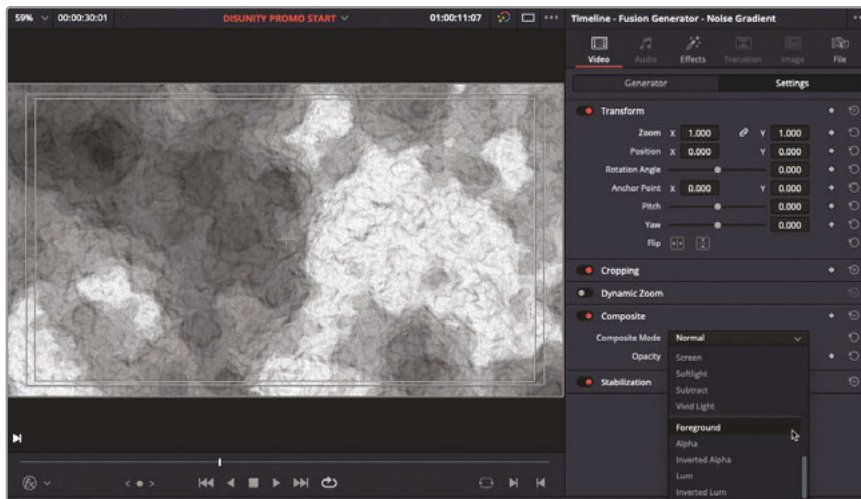 59% 00:00:30:01 DISUNITY PROMO START 01:00:11:07
Timeline - Fusion Generator - Noise Gradient
Video Audio Effects Transition Image File
Generator Settings
Transform
Zoom X 1.000 Y 1.000
Position X 0.000 Y 0.000
Rotation Angle 0.000
Anchor Point X 0.000 Y 0.000
Pitch 0.000
Yaw 0.000
Flip
Cropping
Dynamic Zoom
Composite
Composite Mode Normal
Opacity
Screen
Softlight
Subtract
Vivid Light
Foreground
Alpha
Inverted Alpha
Lum
Inverted Lum
Stabilization